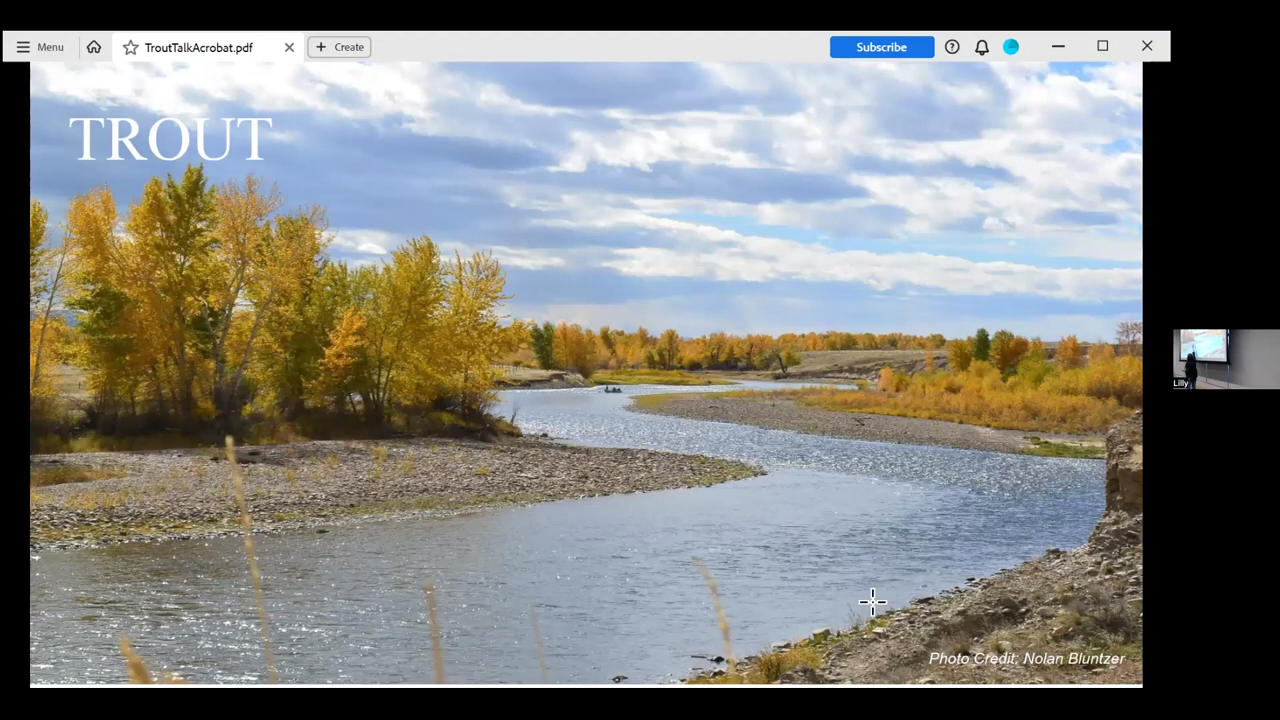 Menu
TroutTalkAcrobat.pdf
Create
Subscribe
TROUT
Lilly
Photo Credit: Nolan Bluntzer